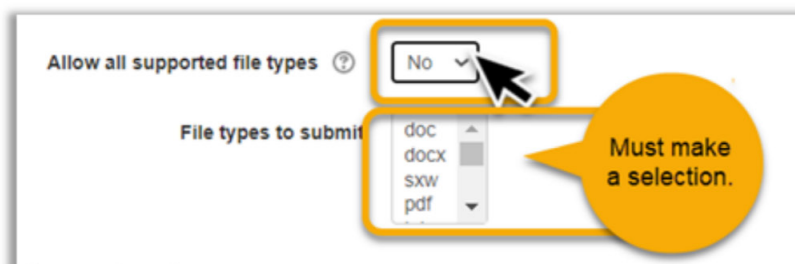 Allow all supported file types ?
No
File types to submit
doc
docx
sxw
pdf
Must make
a selection.